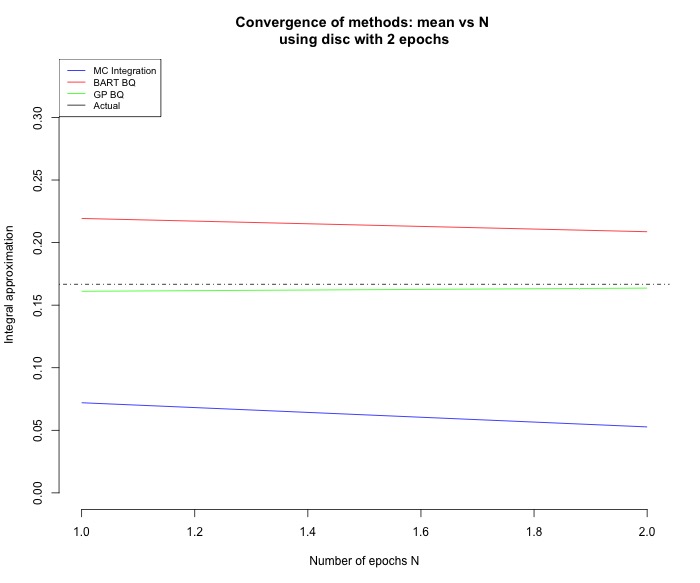 Convergence of methods: mean vs N
using disc with 2 epochs
MC Integration
BART BQ
GP BQ
Actual
Integral approximation
0.30
0.25
0.20
0.15
0.10
0.05
0.00
1.0 1.2 1.4 1.6 1.8 2.0
Number of epochs N